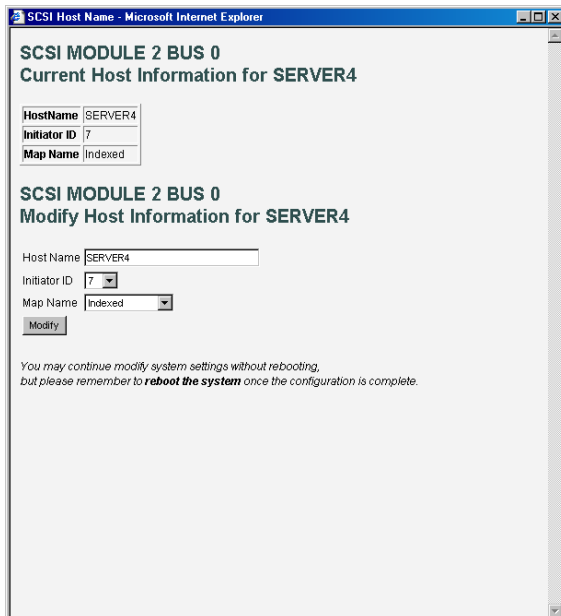 SCSI Host Name - Microsoft Internet Explorer
SCSI MODULE 2 BUS 0
Current Host Information for SERVER4
HostName SERVER4
Initiator ID 7
Map Name Indexed
SCSI MODULE 2 BUS 0
Modify Host Information for SERVER4
Host Name SERVER4
Initiator ID 7
Map Name Indexed
Modify
You may continue modify system settings without rebooting,
but please remember to reboot the system once the configuration is complete.